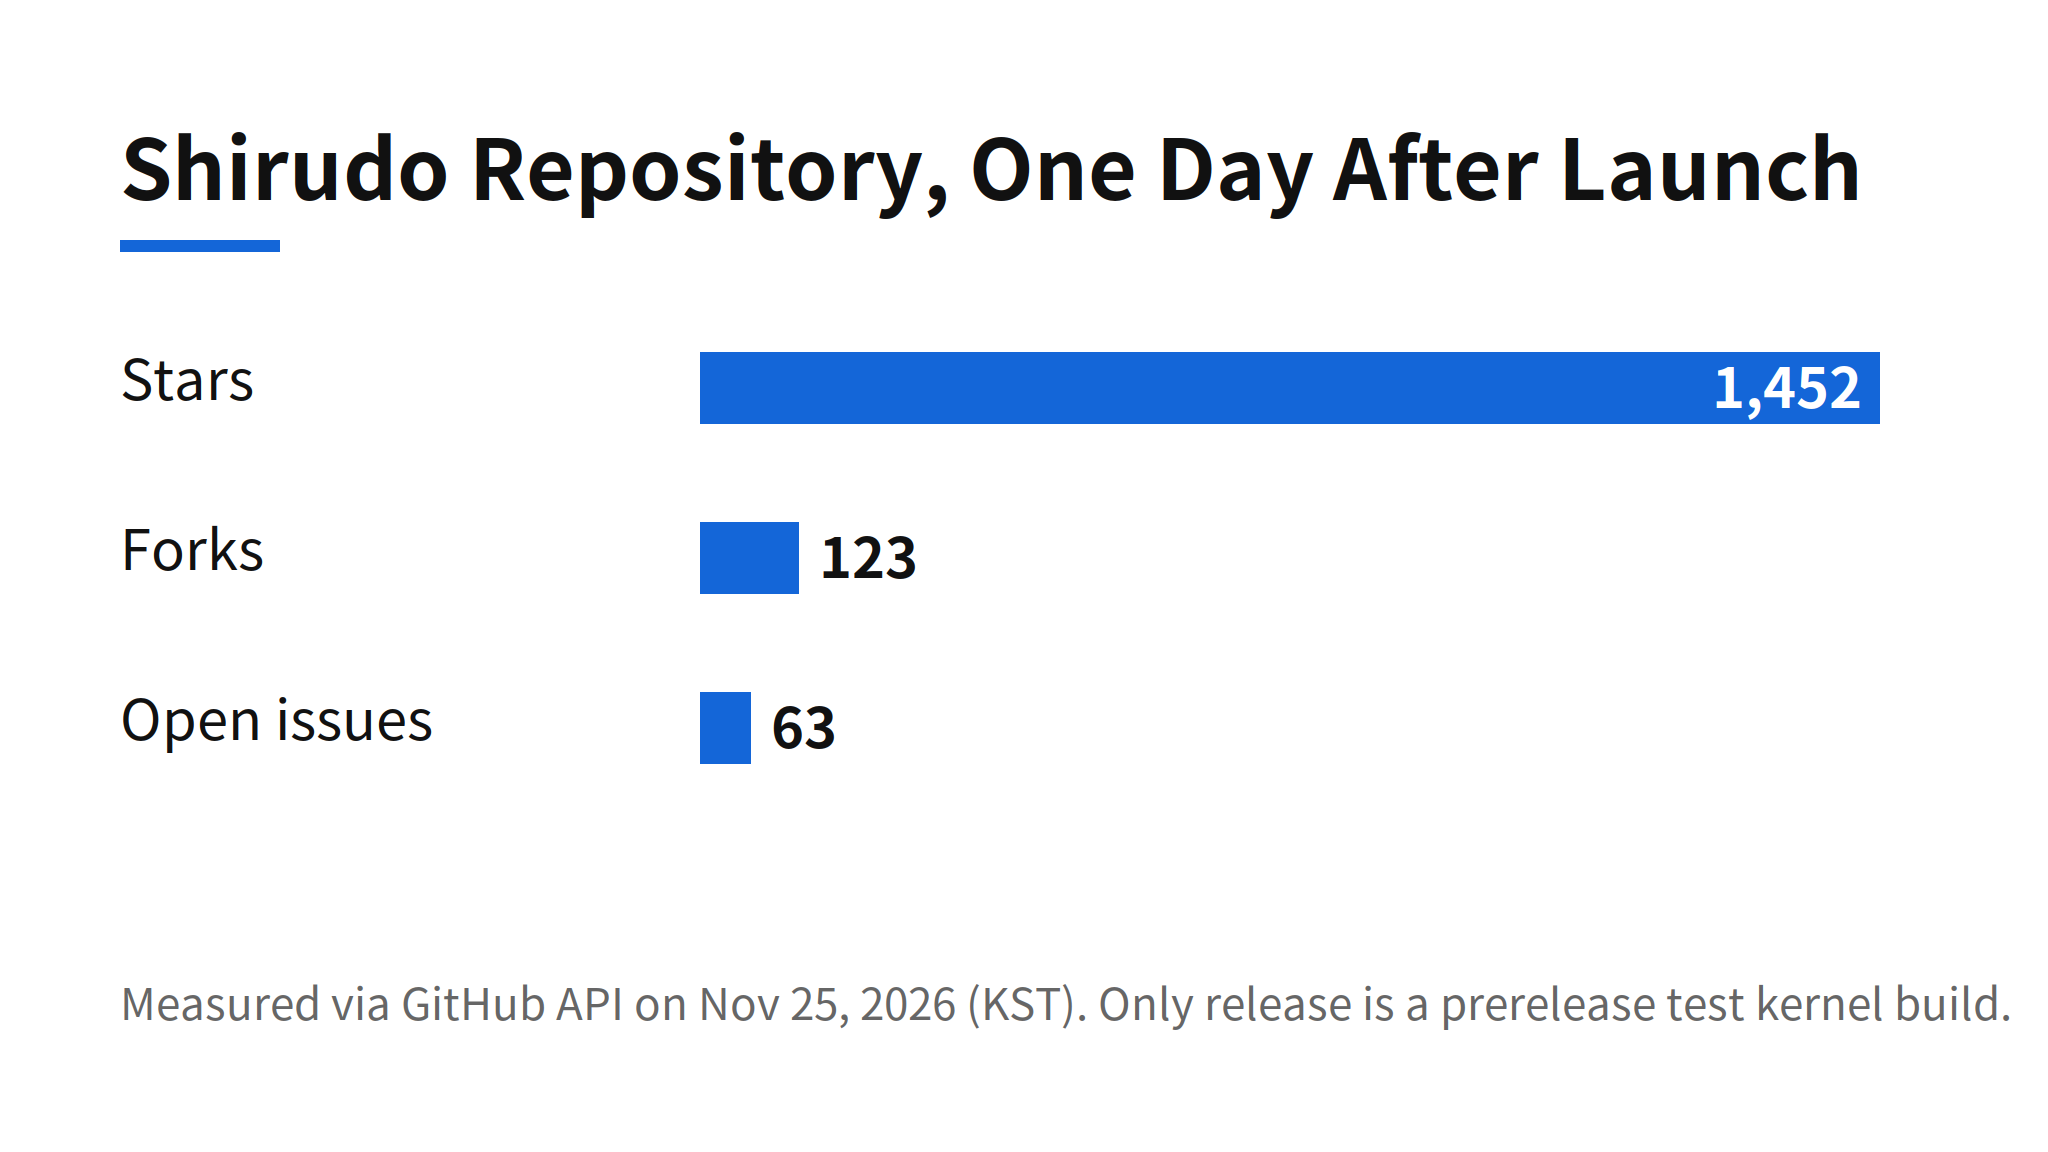 Shirudo Repository, One Day After Launch
Stars
1,452
Forks
123
Open issues
63
Measured via GitHub API on Nov 25, 2026 (KST). Only release is a prerelease test kernel build.